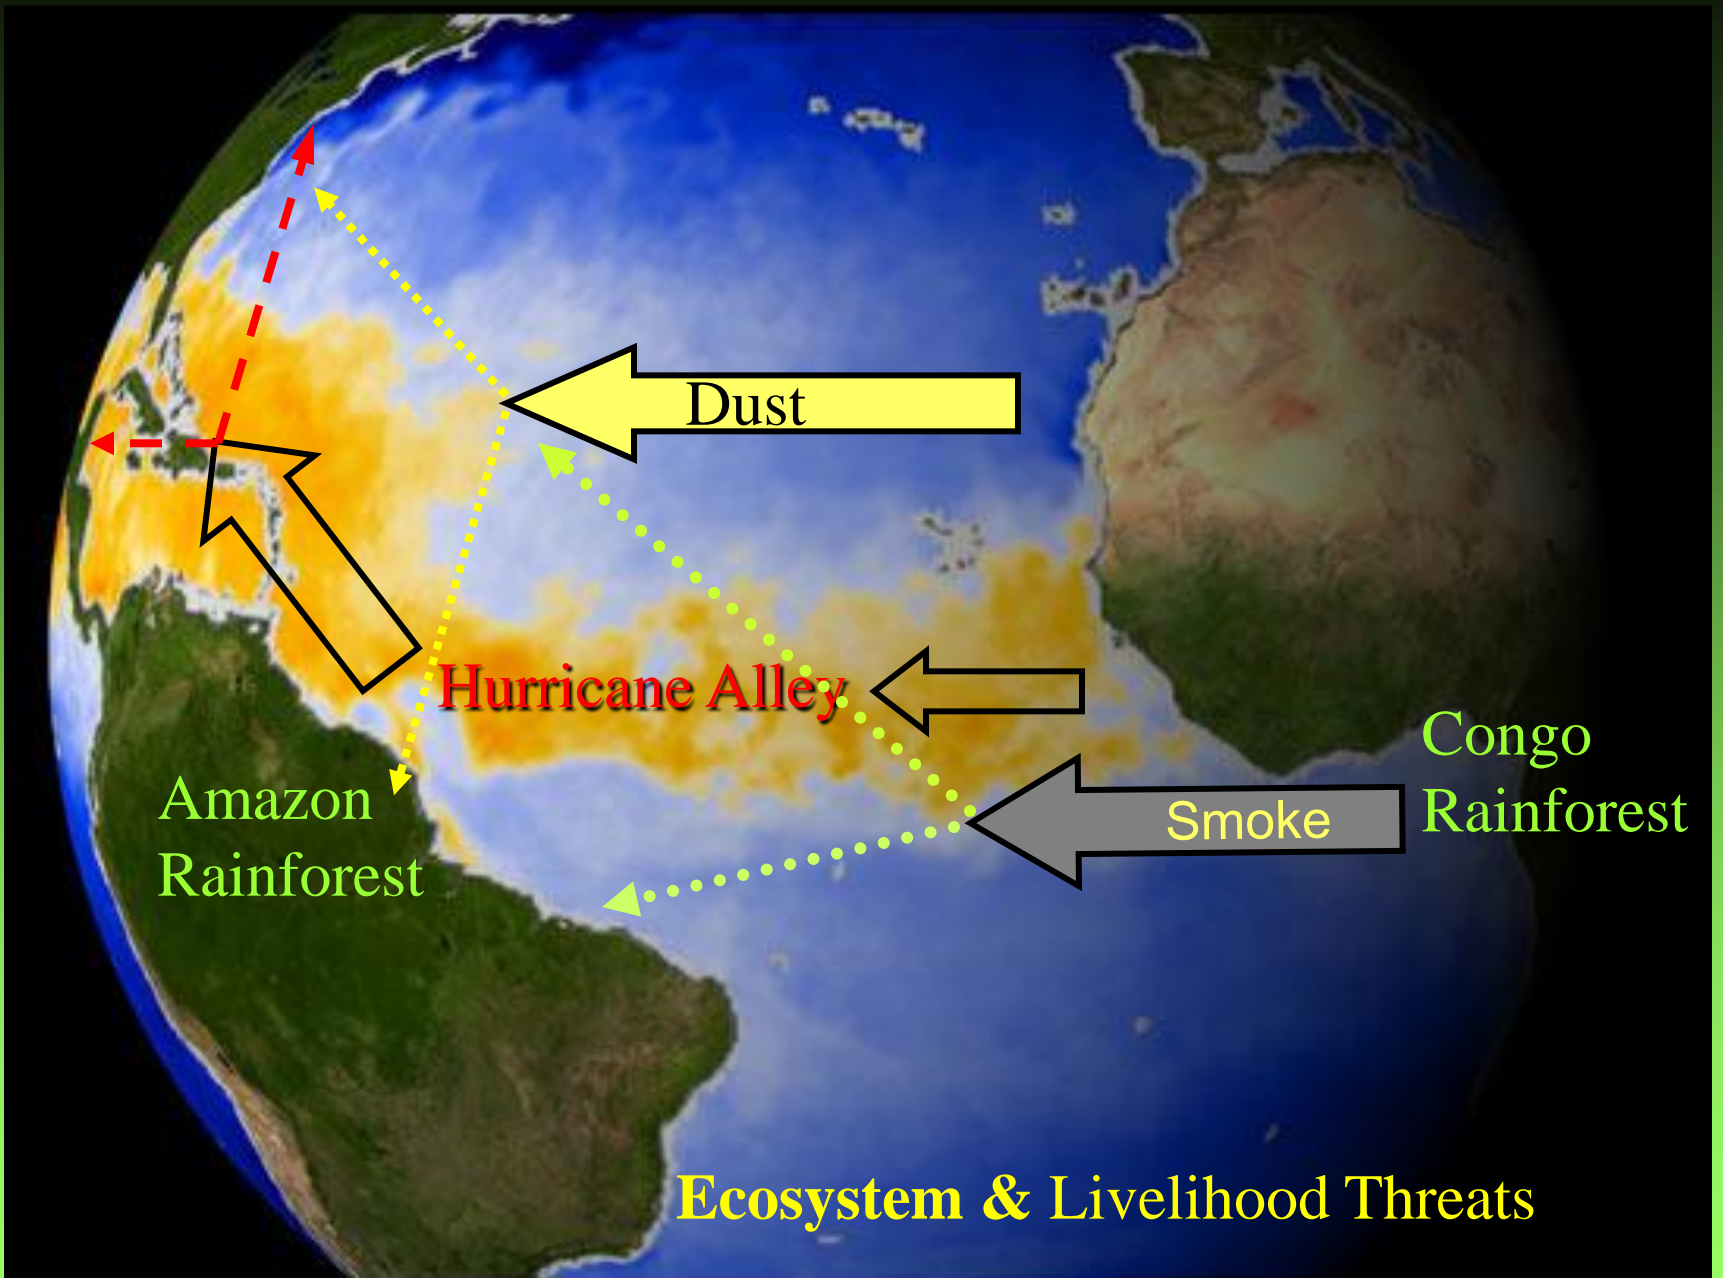 Dust
Hurricane Alley
Congo
Rainforest
Amazon
Rainforest
Smoke
Ecosystem & Livelihood Threats